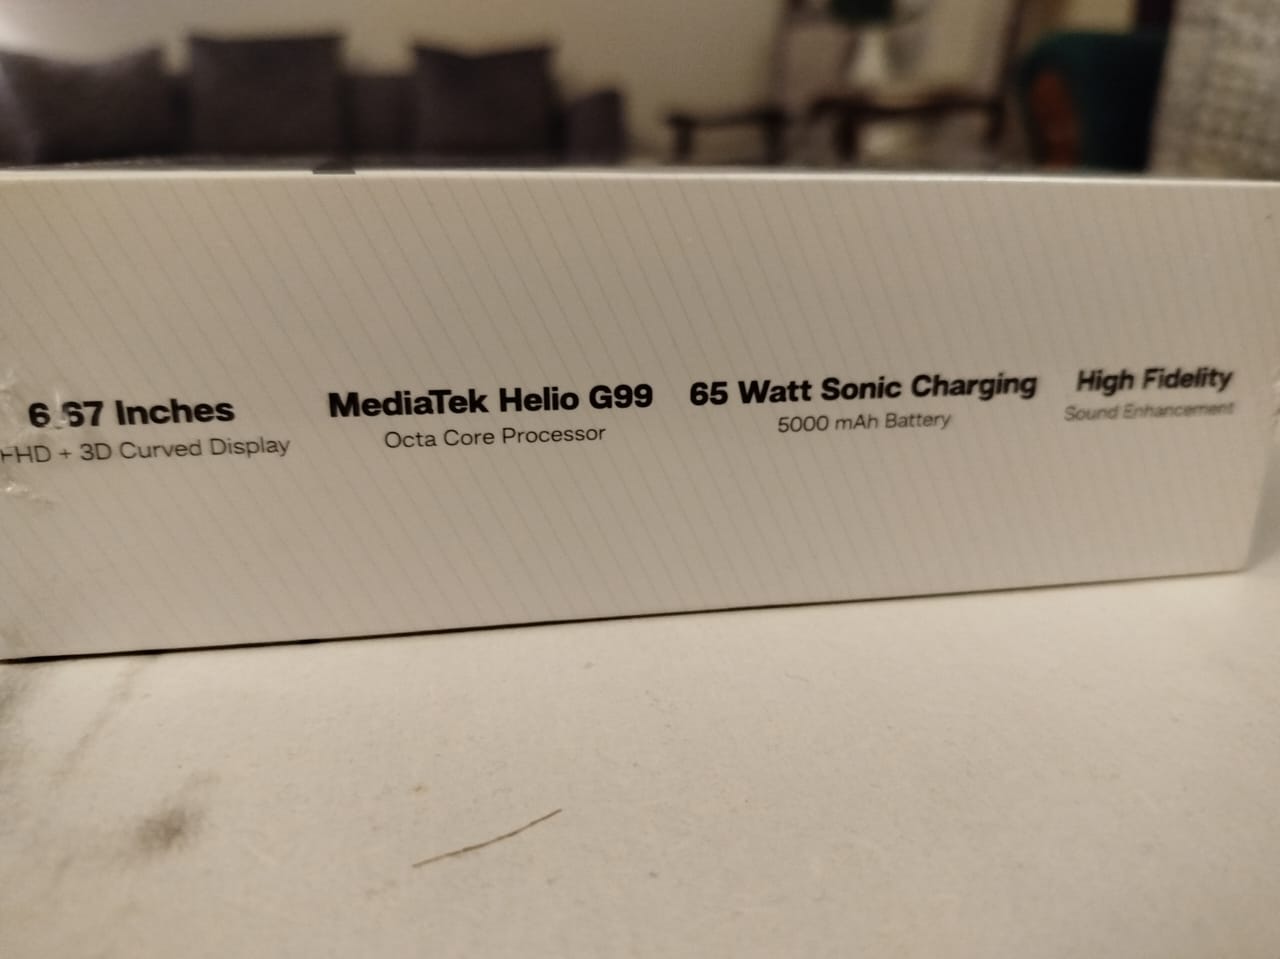 6.67 Inches
FHD + 3D Curved Display
MediaTek Helio G99
Octa Core Processor
65 Watt Sonic Charging
5000 mAh Battery
High Fidelity
Sound Enhancement